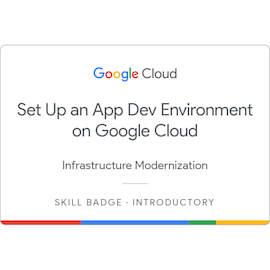 Google Cloud
Set Up an App Dev Environment
on Google Cloud
Infrastructure Modernization
SKILL BADGE · INTRODUCTORY